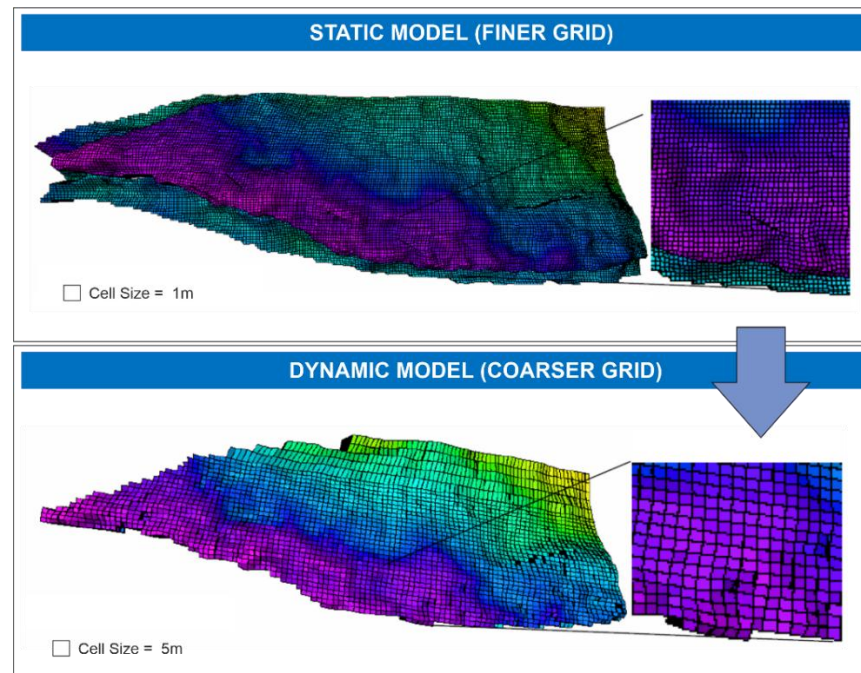 STATIC MODEL (FINER GRID)
Cell Size = 1m
DYNAMIC MODEL (COARSER GRID)
Cell Size = 5m